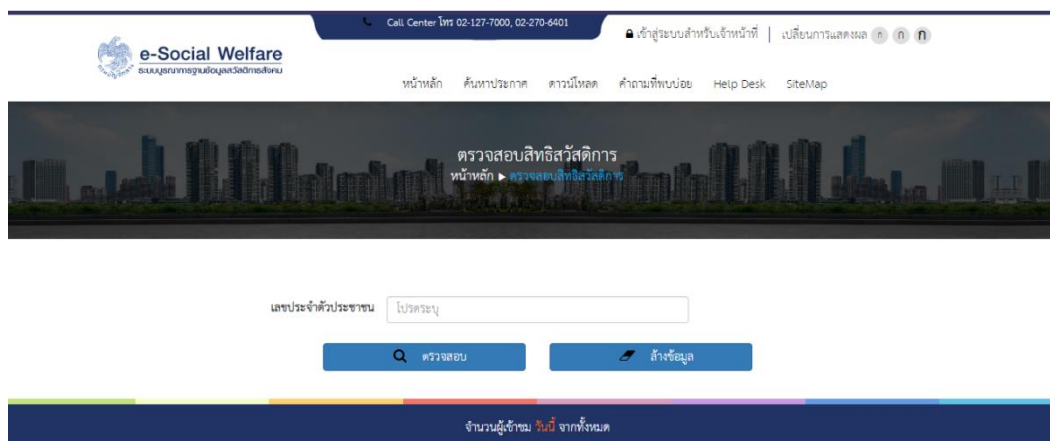 Call Center โทร 02-127-7000, 02-270-6401
เข้าสู่ระบบสำหรับเจ้าหน้าที่ | เปลี่ยนการแสดงผล ก ก ก
e-Social Welfare
ระบบบูรณาการฐานข้อมูลสวัสดิการสังคม
หน้าหลัก ค้นหาประกาศ ดาวน์โหลด คำถามที่พบบ่อย Help Desk SiteMap
ตรวจสอบสิทธิสวัสดิการ
หน้าหลัก ► ตรวจสอบสิทธิสวัสดิการ
เลขประจำตัวประชาชน โปรดระบุ
ตรวจสอบ ล้างข้อมูล
จำนวนผู้เข้าชม วันนี้ จากทั้งหมด